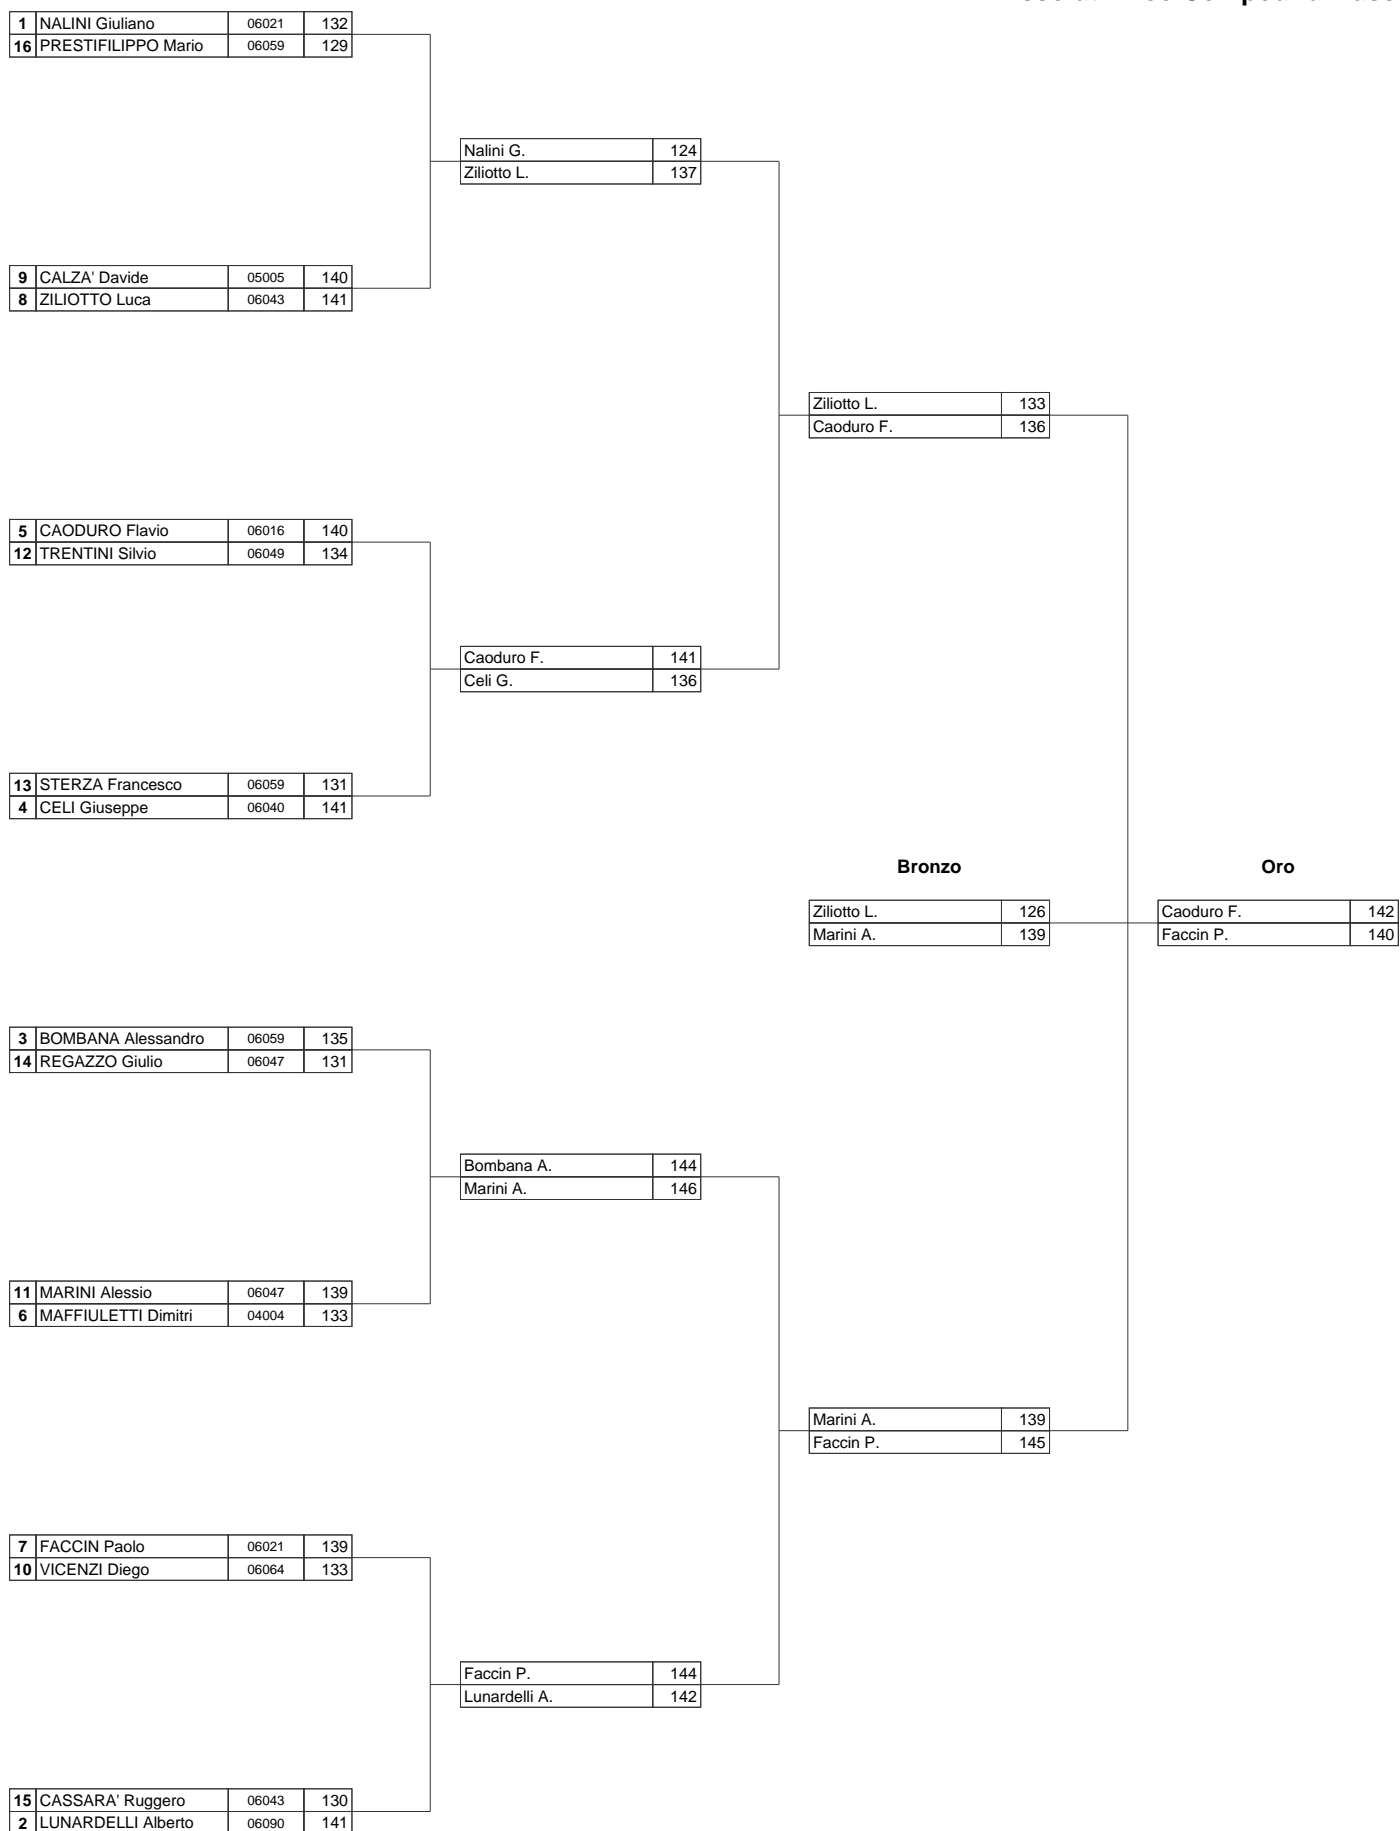 1 NALINI Giuliano 06021 132
16 PRESTIFILIPPO Mario 06059 129
Nalini G. 124
Ziliotto L. 137
9 CALZA' Davide 05005 140
8 ZILIOTTO Luca 06043 141
Ziliotto L. 133
Caoduro F. 136
5 CAODURO Flavio 06016 140
12 TRENTINI Silvio 06049 134
Caoduro F. 141
Celi G. 136
13 STERZA Francesco 06059 131
4 CELI Giuseppe 06040 141
Bronzo Oro
Ziliotto L. 126 Caoduro F. 142
Marini A. 139 Faccin P. 140
3 BOMBANA Alessandro 06059 135
14 REGAZZO Giulio 06047 131
Bombana A. 144
Marini A. 146
11 MARINI Alessio 06047 139
6 MAFFIULETTI Dimitri 04004 133
Marini A. 139
Faccin P. 145
7 FACCIN Paolo 06021 139
10 VICENZI Diego 06064 133
Faccin P. 144
Lunardelli A. 142
15 CASSARA' Ruggero 06043 130
2 LUNARDELLI Alberto 06090 141